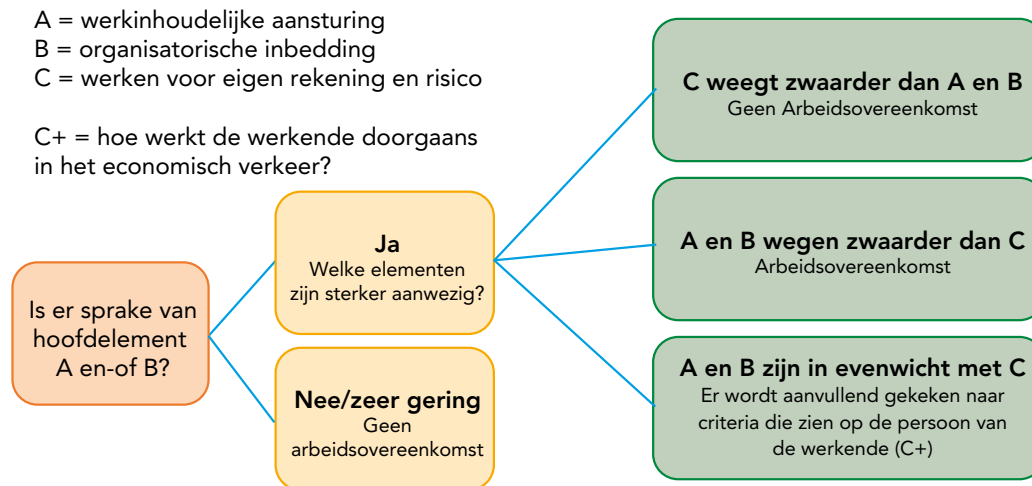 A = werkinhoudelijke aansturing
B = organisatorische inbedding
C = werken voor eigen rekening en risico
C+ = hoe werkt de werkende doorgaans
in het economisch verkeer?
Is er sprake van
hoofdelement
A en-of B?
Ja
Welke elementen
zijn sterker aanwezig?
Nee/zeer gering
Geen
arbeidsovereenkomst
C weegt zwaarder dan A en B
Geen Arbeidsovereenkomst
A en B wegen zwaarder dan C
Arbeidsovereenkomst
A en B zijn in evenwicht met C
Er wordt aanvullend gekeken naar
criteria die zien op de persoon van
de werkende (C+)